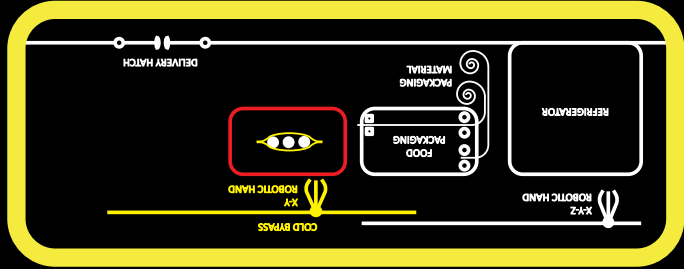 COLD BYPASS
X-Y-Z
ROBOTIC HAND
X-Y
ROBOTIC HAND
FOOD
PACKAGING
REFRIGERATOR
PACKAGING
MATERIAL
DELIVERY HATCH